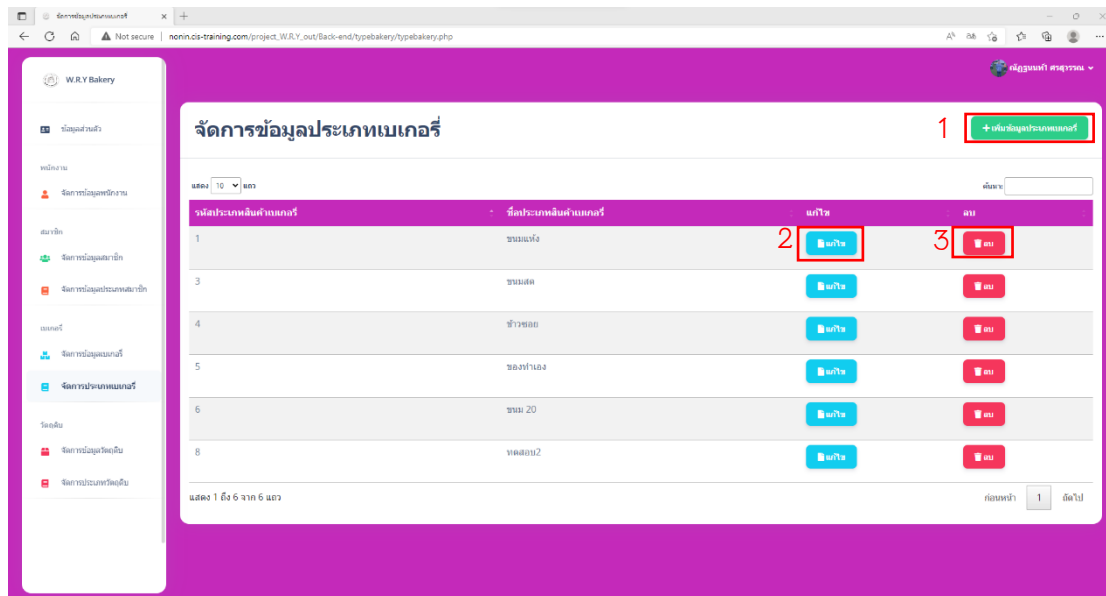 จัดการข้อมูลประเภทเบเกอรี่
Not secure | nonin.cis-training.com/project_W.R.Y_out/Back-end/typebakery/typebakery.php
W.R.Y Bakery
ข้อมูลส่วนตัว
พนักงาน
จัดการข้อมูลพนักงาน
สมาชิก
จัดการข้อมูลสมาชิก
จัดการข้อมูลประเภทสมาชิก
เบเกอรี่
จัดการข้อมูลเบเกอรี่
จัดการประเภทเบเกอรี่
วัตถุดิบ
จัดการข้อมูลวัตถุดิบ
จัดการประเภทวัตถุดิบ
จัดการข้อมูลประเภทเบเกอรี่
1 +เพิ่มข้อมูลประเภทเบเกอรี่
แสดง 10 แถว ค้นหา:
รหัสประเภทสินค้าเบเกอรี่ ชื่อประเภทสินค้าเบเกอรี่ แก้ไข ลบ
1 ขนมแห้ง 2 แก้ไข 3 ลบ
3 ขนมสด แก้ไข ลบ
4 ข้าวซอย แก้ไข ลบ
5 ของทำเอง แก้ไข ลบ
6 ขนม 20 แก้ไข ลบ
8 ทดสอบ2 แก้ไข ลบ
แสดง 1 ถึง 6 จาก 6 แถว ก่อนหน้า 1 ถัดไป